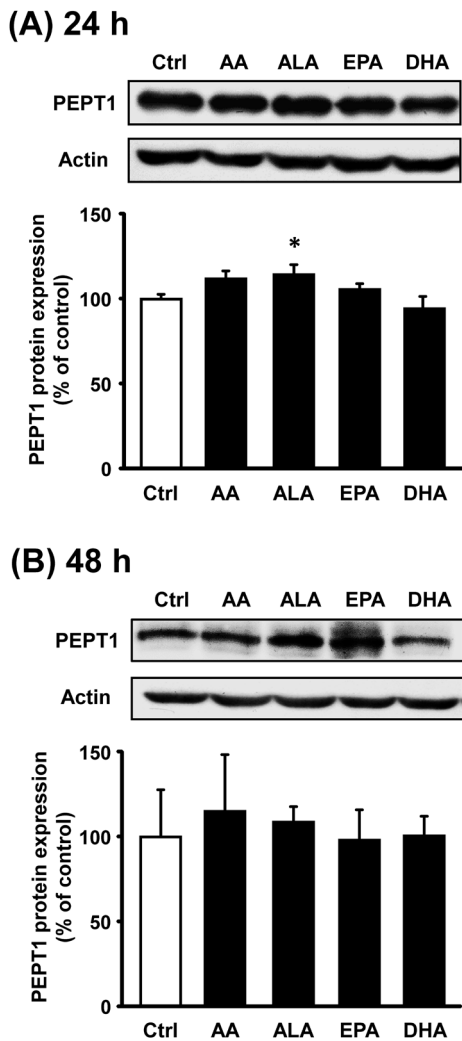 (A) 24 h
Ctrl AA ALA EPA DHA
PEPT1
Actin
PEPT1 protein expression
(% of control)
150
100
50
0
*
Ctrl AA ALA EPA DHA
(B) 48 h
Ctrl AA ALA EPA DHA
PEPT1
Actin
PEPT1 protein expression
(% of control)
150
100
50
0
Ctrl AA ALA EPA DHA